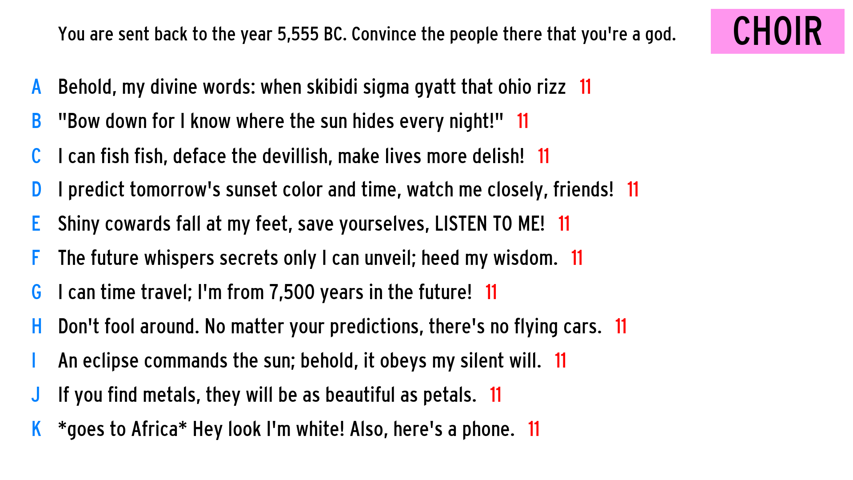 You are sent back to the year 5,555 BC. Convince the people there that you're a god.
CHOIR
A Behold, my divine words: when skibidi sigma gyatt that ohio rizz 11
B "Bow down for I know where the sun hides every night!" 11
C I can fish fish, deface the devillish, make lives more delish! 11
D I predict tomorrow's sunset color and time, watch me closely, friends! 11
E Shiny cowards fall at my feet, save yourselves, LISTEN TO ME! 11
F The future whispers secrets only I can unveil; heed my wisdom. 11
G I can time travel; I'm from 7,500 years in the future! 11
H Don't fool around. No matter your predictions, there's no flying cars. 11
I An eclipse commands the sun; behold, it obeys my silent will. 11
J If you find metals, they will be as beautiful as petals. 11
K *goes to Africa* Hey look I'm white! Also, here's a phone. 11